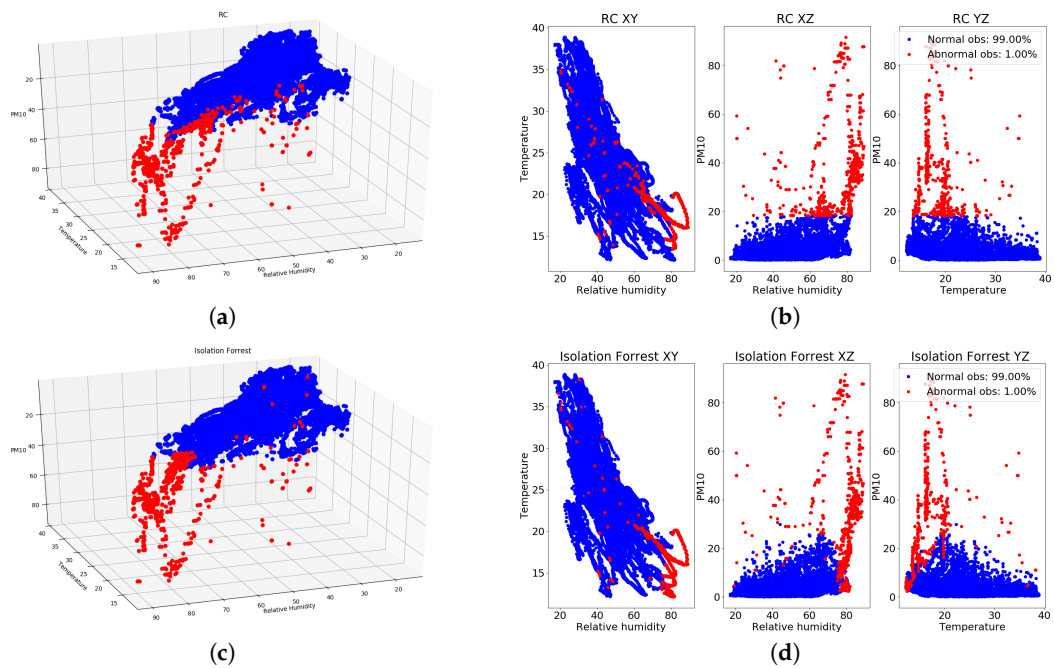 RC
20
40
60
80
PM10
40
35
30
25
20
15
Temperature
90
80
70
60
50
40
30
20
Relative Humidity
(a)
RC XY
40
35
30
25
20
15
Temperature
20 40 60 80
Relative humidity
RC XZ
80
60
40
20
0
PM10
20 40 60 80
Relative humidity
RC YZ
Normal obs: 99.00%
Abnormal obs: 1.00%
80
60
40
20
0
PM10
20 30 40
Temperature
(b)
Isolation Forrest
20
40
60
80
PM10
40
35
30
25
20
15
Temperature
90
80
70
60
50
40
30
20
Relative Humidity
(c)
Isolation Forrest XY
40
35
30
25
20
15
Temperature
20 40 60 80
Relative humidity
Isolation Forrest XZ
80
60
40
20
0
PM10
20 40 60 80
Relative humidity
Isolation Forrest YZ
Normal obs: 99.00%
Abnormal obs: 1.00%
80
60
40
20
0
PM10
20 30 40
Temperature
(d)